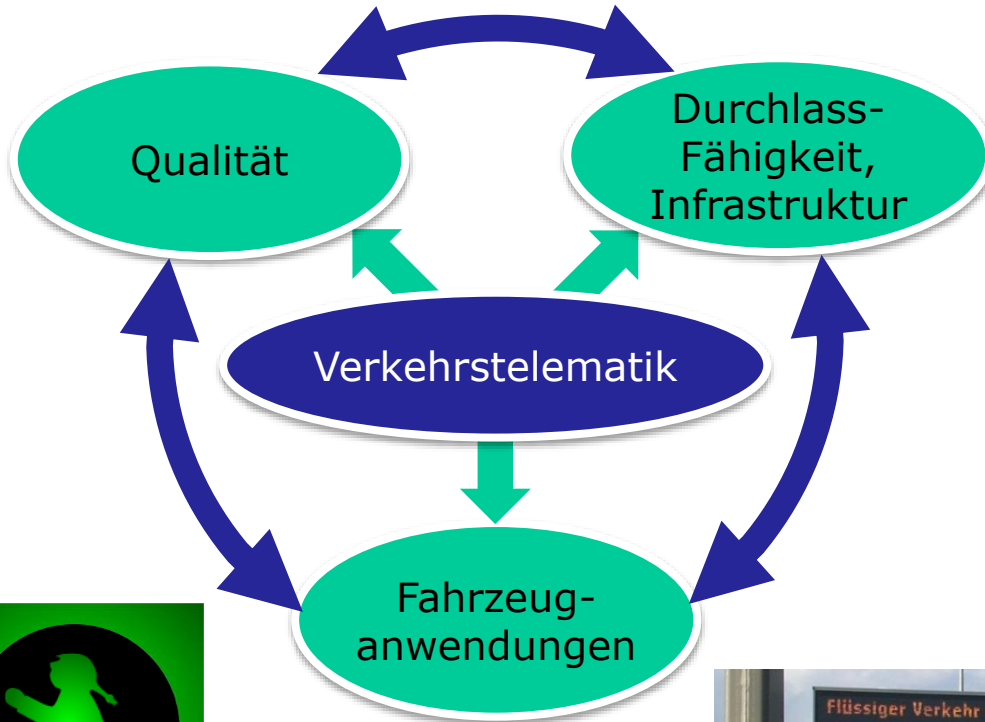 Qualität
Durchlass-
Fähigkeit,
Infrastruktur
Verkehrstelematik
Fahrzeug-
anwendungen
Flüssiger Verkehr